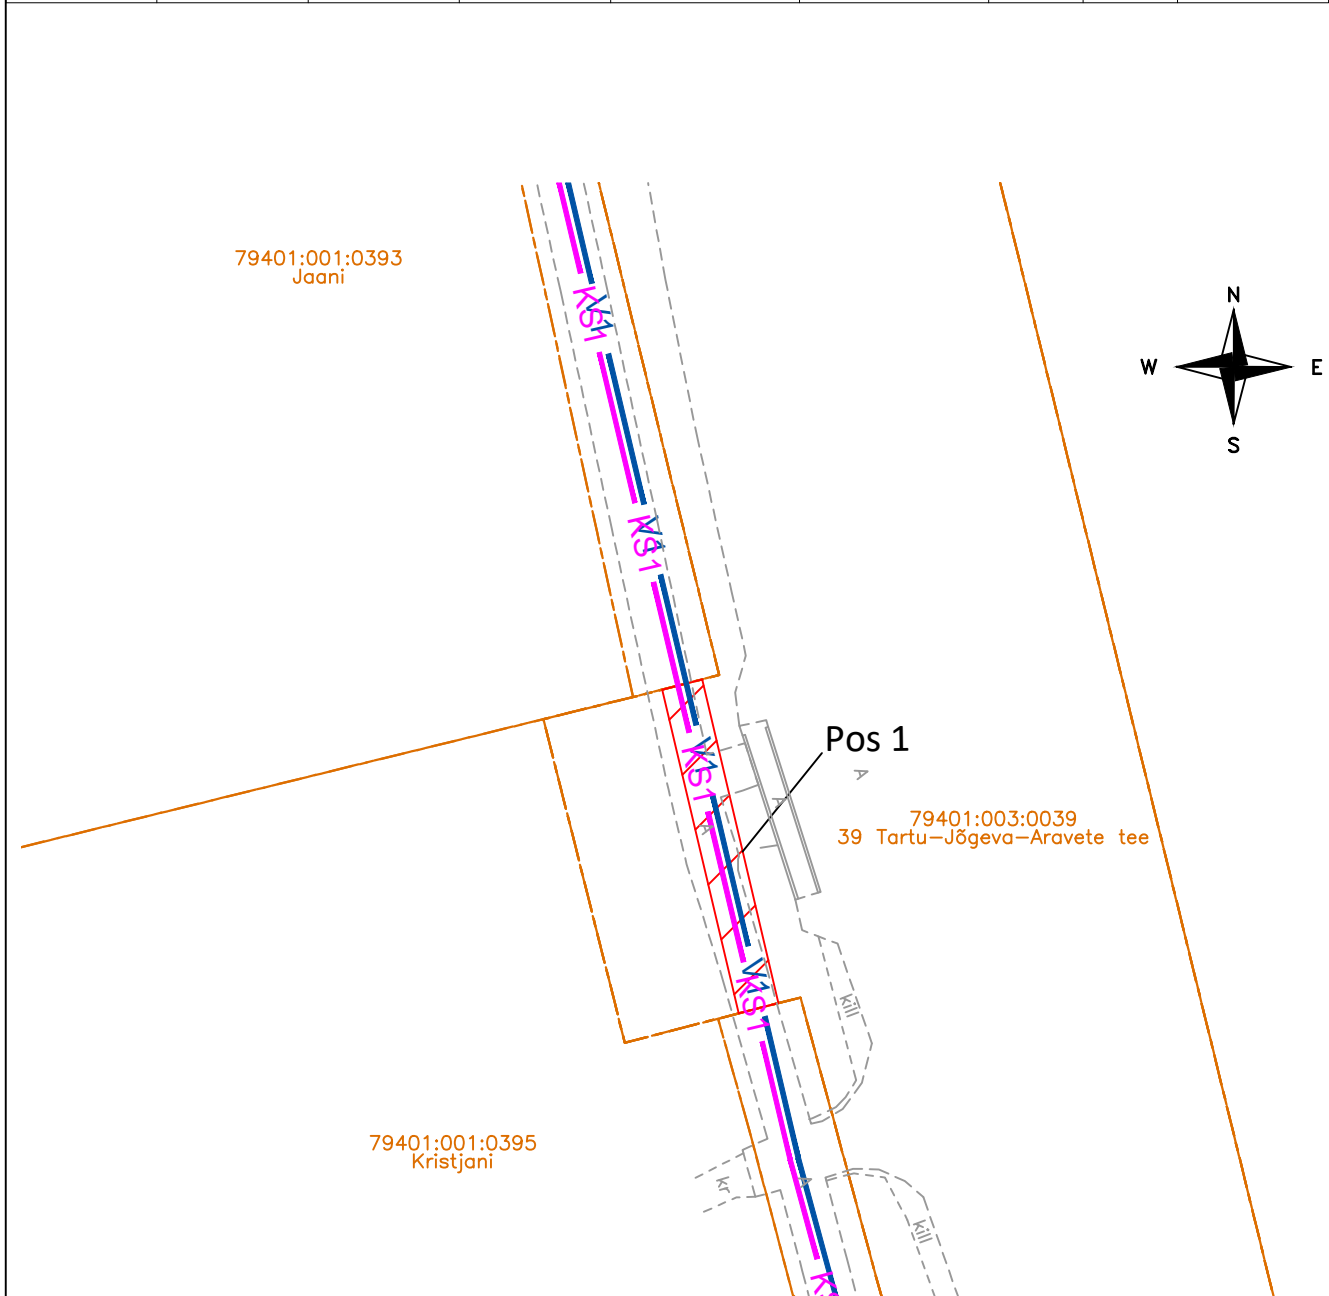 79401:001:0393
Jaani
N
W
E
S
V1
KS1
V1
KS1
Pos 1
A
V1
KS1
A
A
79401:003:0039
39 Tartu–Jõgeva–Aravete tee
V1
KS1
kill
79401:001:0395
Kristjani
kr
A
kill